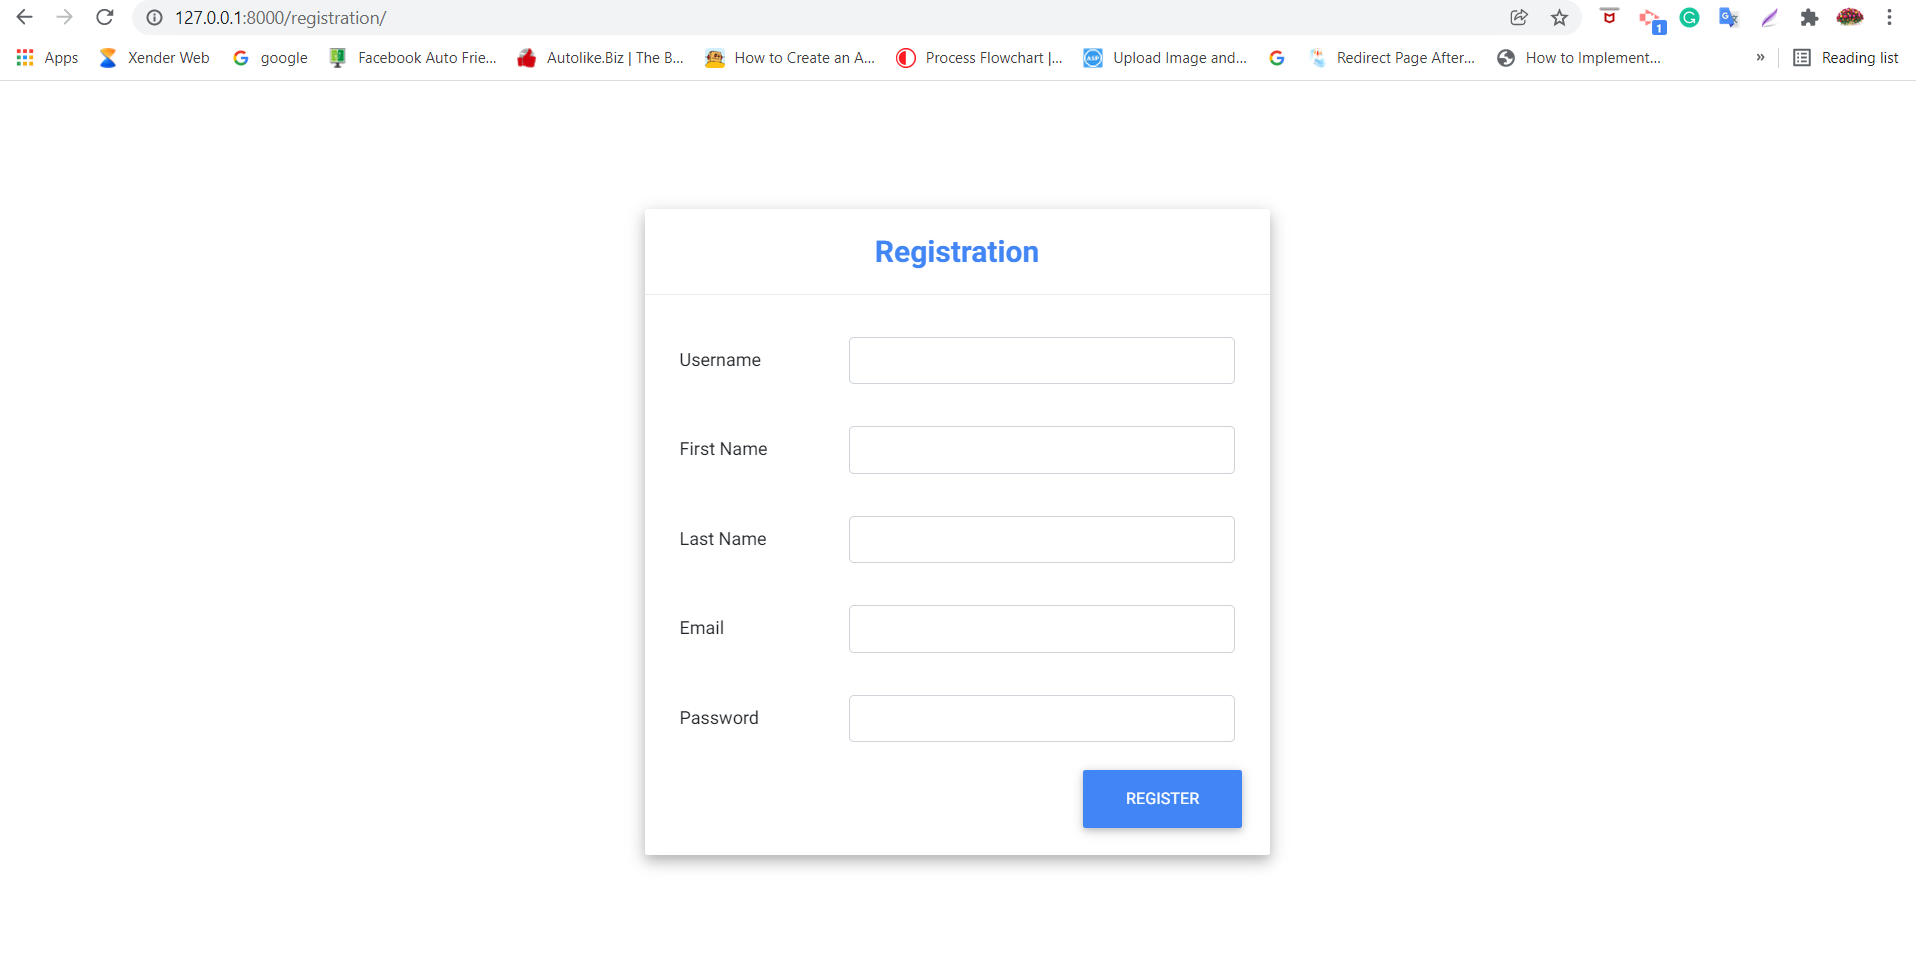 127.0.0.1:8000/registration/
1
Apps Xender Web google Facebook Auto Frie... Autolike.Biz | The B... How to Create an A... Process Flowchart |... Upload Image and... Redirect Page After... How to Implement... » Reading list
Registration
Username
First Name
Last Name
Email
Password
REGISTER